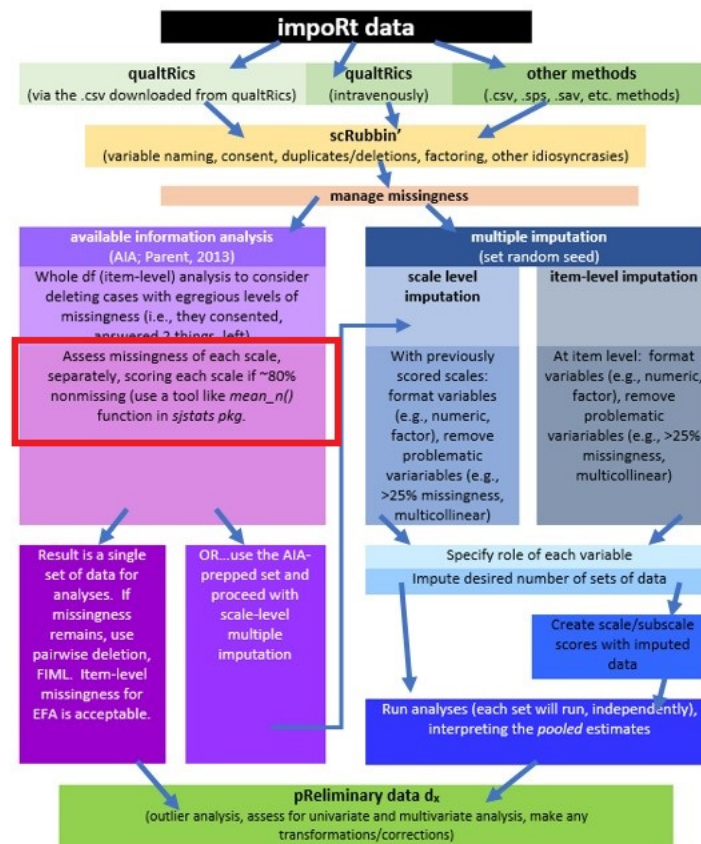 impoRt data
qualtRics
(via the .csv downloaded from qualtRics)
qualtRics
(intravenously)
other methods
(.csv, .sps, .sav, etc. methods)
scRubbin’
(variable naming, consent, duplicates/deletions, factoring, other idiosyncrasies)
manage missingness
available information analysis
(AIA; Parent, 2013)
Whole df (item-level) analysis to consider
deleting cases with egregious levels of
missingness (i.e., they consented,
answered 2 things, left)
Assess missingness of each scale,
separately, scoring each scale if ~80%
nonmissing (use a tool like mean_n()
function in sjstats pkg.
Result is a single
set of data for
analyses. If
missingness
remains, use
pairwise deletion,
FIML. Item-level
missingness for
EFA is acceptable.
OR...use the AIA-
prepped set and
proceed with
scale-level
multiple
imputation
multiple imputation
(set random seed)
scale level
imputation
With previously
scored scales:
format variables
(e.g., numeric,
factor), remove
problematic
varariables (e.g.,
>25% missingness,
multicollinear)
item-level imputation
At item level: format
variables (e.g., numeric,
factor), remove
problematic
varariables (e.g., >25%
missingness,
multicollinear)
Specify role of each variable
Impute desired number of sets of data
Create scale/subscale
scores with imputed
data
Run analyses (each set will run, independently),
interpreting the pooled estimates
pReliminary data dx
(outlier analysis, assess for univariate and multivariate analysis, make any
transformations/corrections)